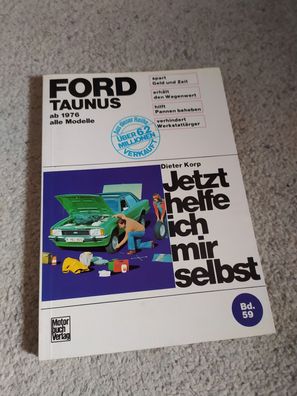 FORD
TAUNUS
ab 1976
alle Modelle
spart
Geld und Zeit
erhält
den Wagenwert
hilft
Pannen beheben
verhindert
Werkstattärger
Aus dieser Reihe
ÜBER 6,2
MILLIONEN
VERKAUFT
Dieter Korp
Jetzt
helfe
ich
mir
selbst
Bd.
59
Motor
buch
Verlag